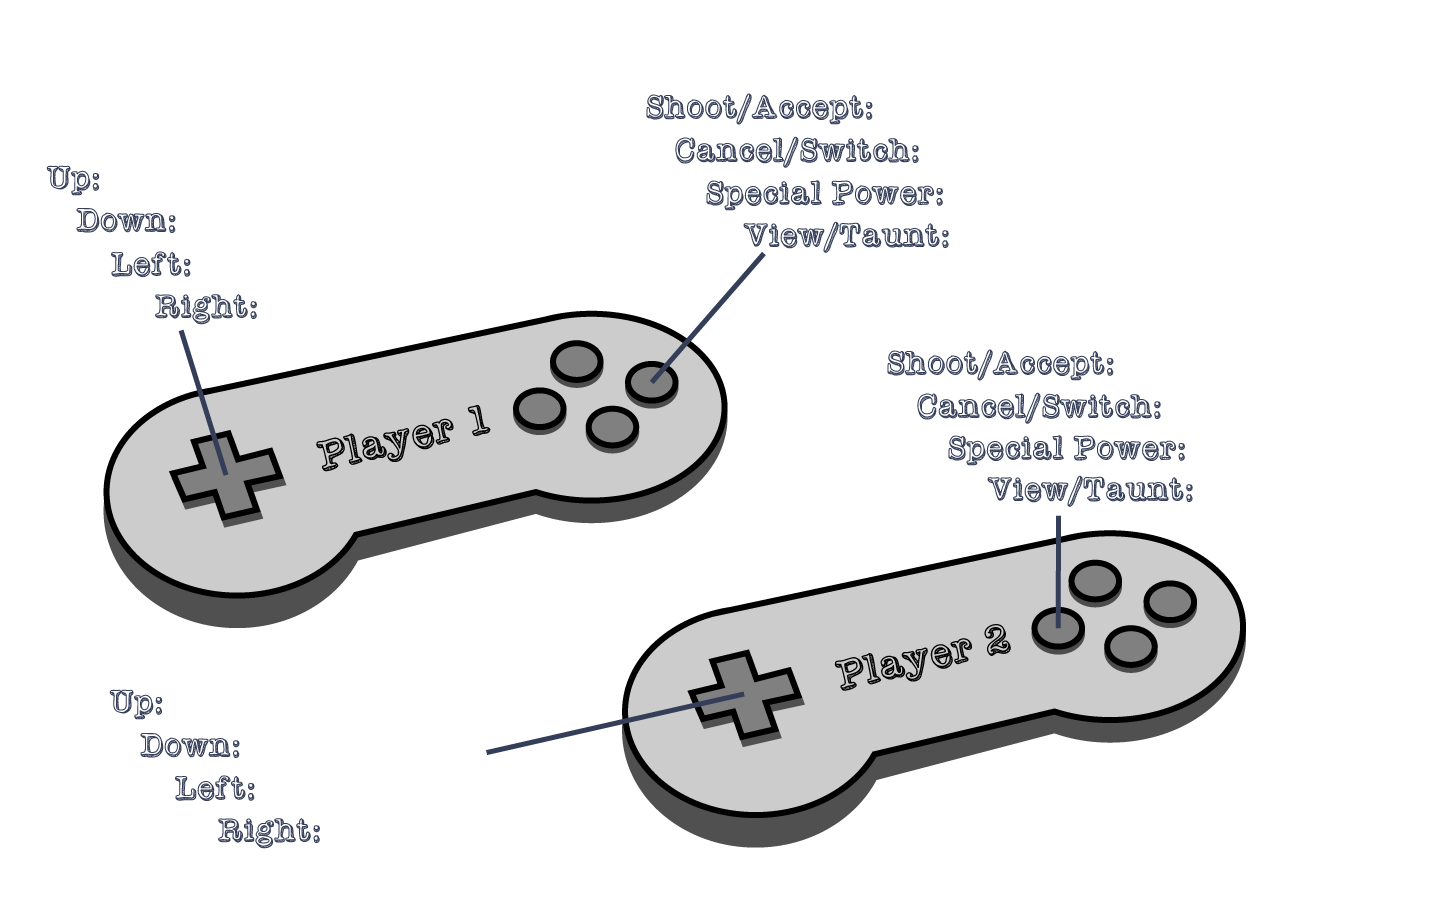 Shoot/Accept:
Cancel/Switch:
Special Power:
View/Taunt:
Up:
Down:
Left:
Right:
Player 1
Shoot/Accept:
Cancel/Switch:
Special Power:
View/Taunt:
Player 2
Up:
Down:
Left:
Right: